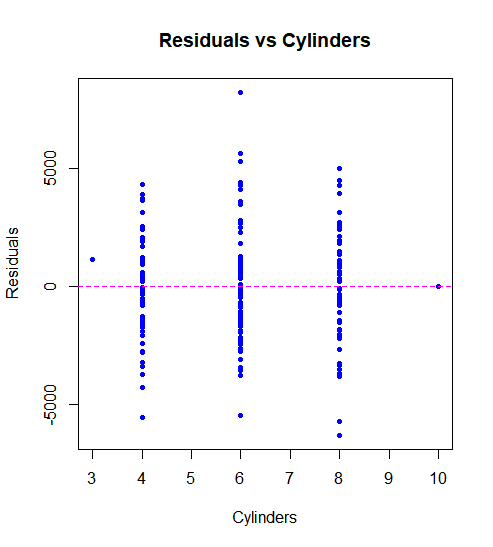 Residuals vs Cylinders
Residuals
5000
0
-5000
3 4 5 6 7 8 9 10
Cylinders